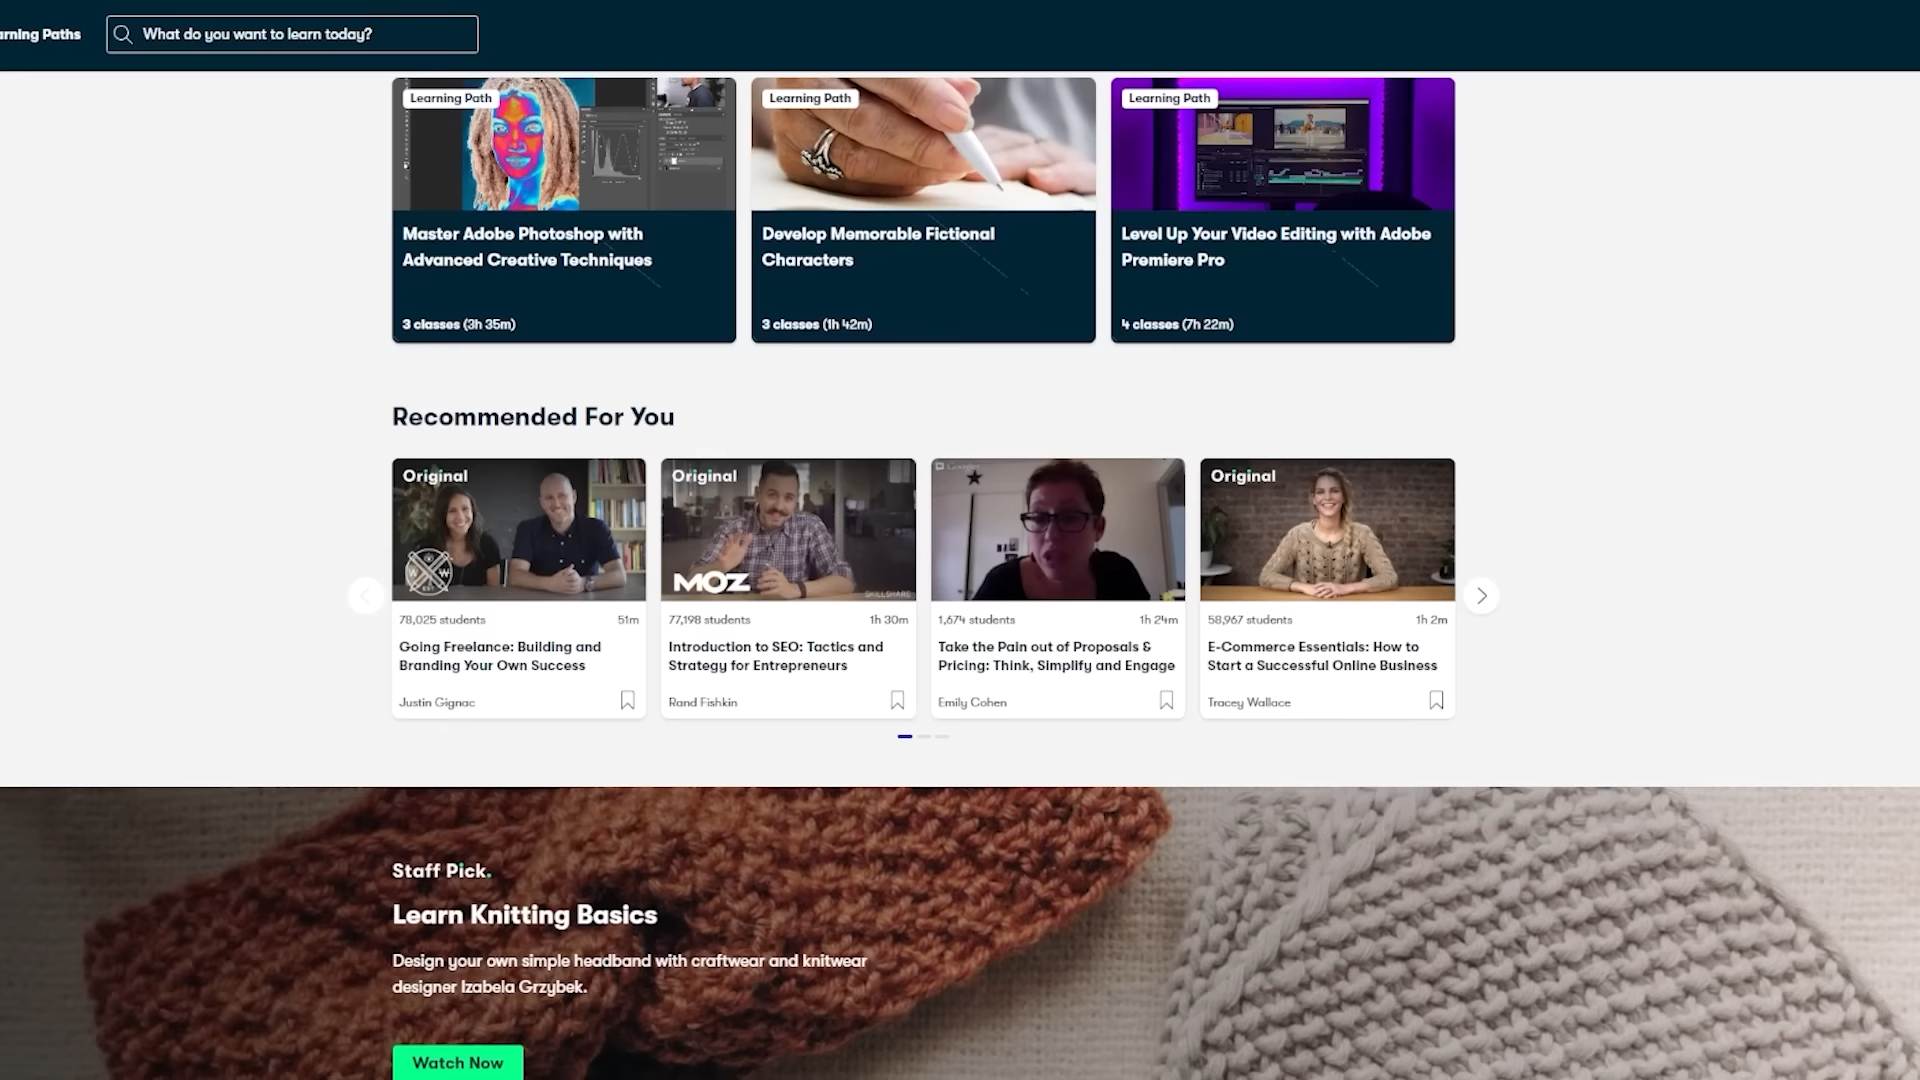 arning Paths
What do you want to learn today?
Learning Path
Master Adobe Photoshop with
Advanced Creative Techniques
3 classes (3h 35m)
Learning Path
Develop Memorable Fictional
Characters
3 classes (1h 42m)
Learning Path
Level Up Your Video Editing with Adobe
Premiere Pro
4 classes (7h 22m)
Recommended For You
Original
78,025 students 51m
Going Freelance: Building and
Branding Your Own Success
Justin Gignac
Original
MOZ
SKILLSHARE
77,198 students 1h 30m
Introduction to SEO: Tactics and
Strategy for Entrepreneurs
Rand Fishkin
1,674 students 1h 24m
Take the Pain out of Proposals &
Pricing: Think, Simplify and Engage
Emily Cohen
Original
58,967 students 1h 2m
E-Commerce Essentials: How to
Start a Successful Online Business
Tracey Wallace
Staff Pick.
Learn Knitting Basics
Design your own simple headband with craftwear and knitwear
designer Izabela Grzybek.
Watch Now